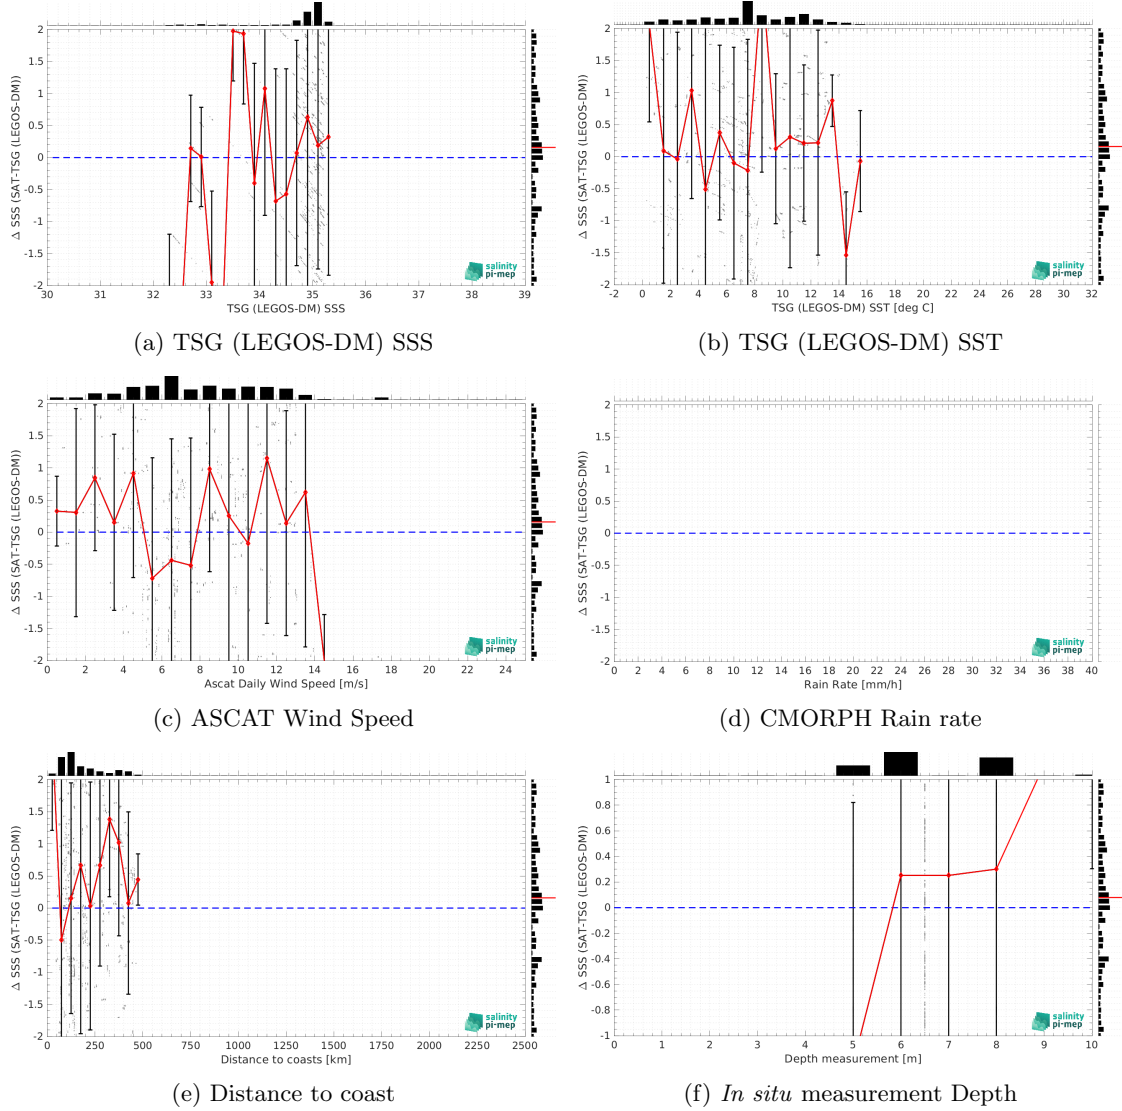 2
1.5
1
0.5
0
-0.5
-1
-1.5
-2
Δ SSS (SAT-TSG (LEGOS-DM))
30 31 32 33 34 35 36 37 38 39
TSG (LEGOS-DM) SSS
salinity
pi-mep
(a) TSG (LEGOS-DM) SSS
2
1.5
1
0.5
0
-0.5
-1
-1.5
-2
Δ SSS (SAT-TSG (LEGOS-DM))
-2 0 2 4 6 8 10 12 14 16 18 20 22 24 26 28 30 32
TSG (LEGOS-DM) SST [deg C]
salinity
pi-mep
(b) TSG (LEGOS-DM) SST
2
1.5
1
0.5
0
-0.5
-1
-1.5
-2
Δ SSS (SAT-TSG (LEGOS-DM))
0 2 4 6 8 10 12 14 16 18 20 22 24
Ascat Daily Wind Speed [m/s]
salinity
pi-mep
(c) ASCAT Wind Speed
2
1.5
1
0.5
0
-0.5
-1
-1.5
-2
Δ SSS (SAT-TSG (LEGOS-DM))
0 2 4 6 8 10 12 14 16 18 20 22 24 26 28 30 32 34 36 38 40
Rain Rate [mm/h]
salinity
pi-mep
(d) CMORPH Rain rate
2
1.5
1
0.5
0
-0.5
-1
-1.5
-2
Δ SSS (SAT-TSG (LEGOS-DM))
0 250 500 750 1000 1250 1500 1750 2000 2250 2500
Distance to coasts [km]
salinity
pi-mep
(e) Distance to coast
1
0.8
0.6
0.4
0.2
0
-0.2
-0.4
-0.6
-0.8
-1
Δ SSS (SAT-TSG (LEGOS-DM))
0 1 2 3 4 5 6 7 8 9 10
Depth measurement [m]
salinity
pi-mep
(f) In situ measurement Depth